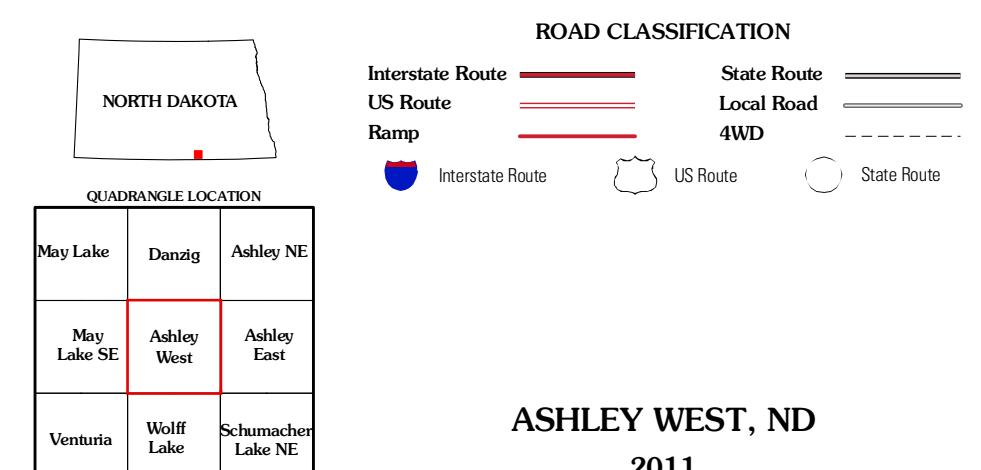 ROAD CLASSIFICATION
Interstate Route
State Route
US Route
Local Road
Ramp
4WD
Interstate Route
US Route
State Route
NORTH DAKOTA
QUADRANGLE LOCATION
May Lake
Danzig
Ashley NE
May
Lake SE
Ashley
West
Ashley
East
Venturia
Wolff
Lake
Schumacher
Lake NE
ASHLEY WEST, ND
2011